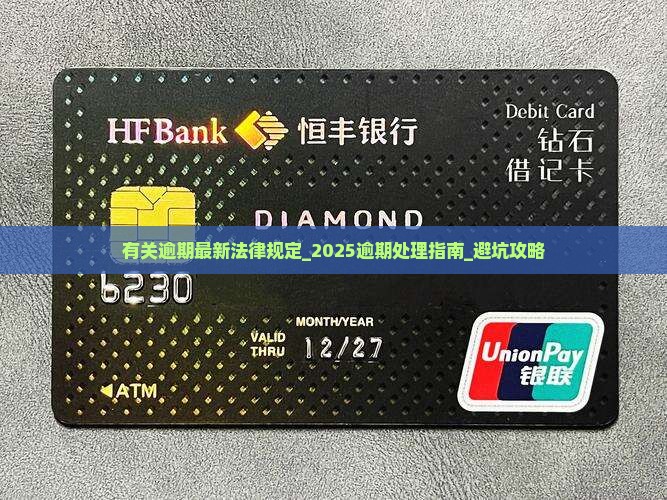 HFBank 恒丰银行
Debit Card
钻石
借记卡
DIAMOND
有关逾期最新法律规定_2025逾期处理指南_避坑攻略
6230
MONTH/YEAR
VALID THRU 12/27
ATM
UnionPay
银联